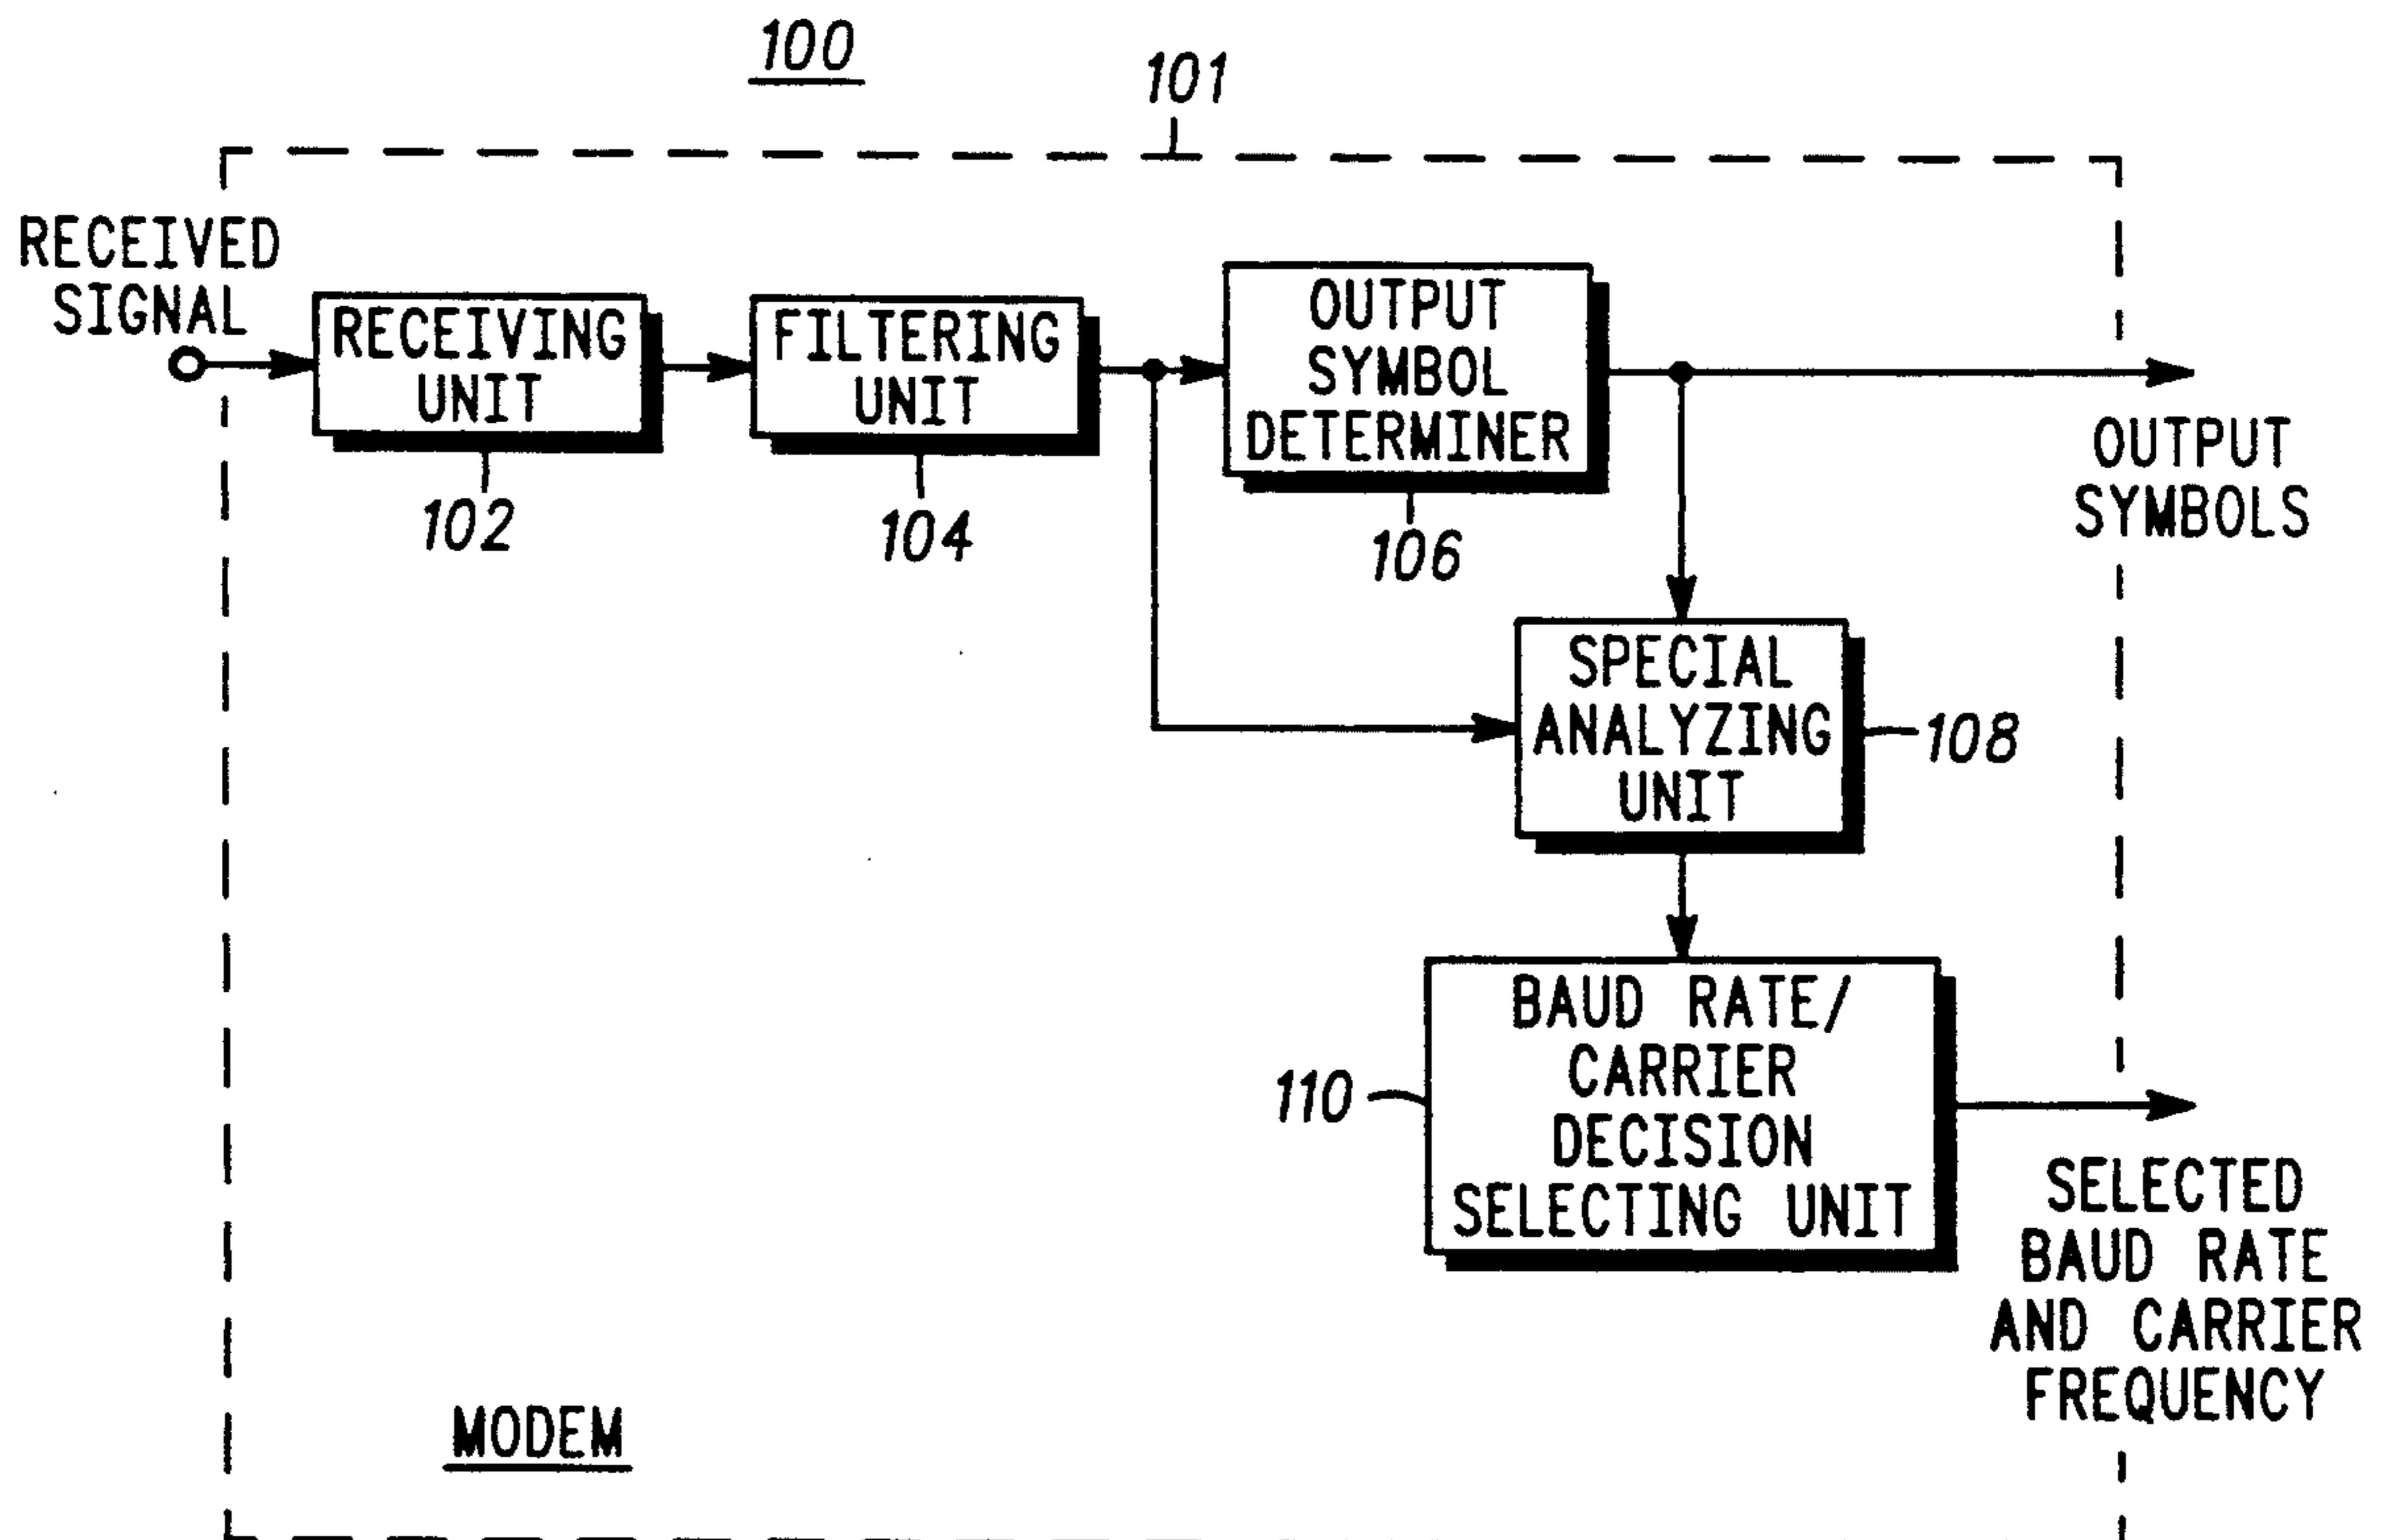 100
101
RECEIVED
SIGNAL
RECEIVING
UNIT
102
FILTERING
UNIT
104
OUTPUT
SYMBOL
DETERMINER
106
OUTPUT
SYMBOLS
SPECIAL
ANALYZING
UNIT
108
BAUD RATE/
CARRIER
DECISION
SELECTING UNIT
110
SELECTED
BAUD RATE
AND CARRIER
FREQUENCY
MODEM